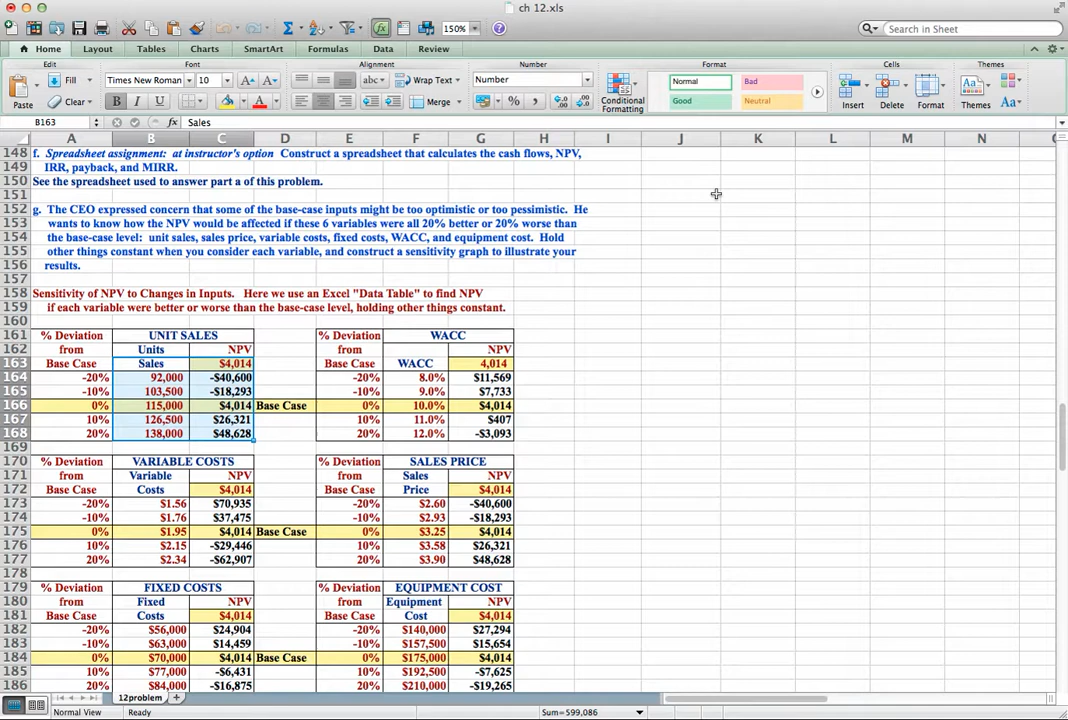 ch 12.xls
150%
Search in Sheet
Home Layout Tables Charts SmartArt Formulas Data Review
Edit Font Alignment Number Format Cells Themes
Paste Fill Clear Times New Roman 10 abc Wrap Text Merge Number Conditional Formatting Normal Bad Good Neutral Insert Delete Format Themes Aa
B163 fx Sales
A B C D E F G H I J K L M N
148 f. Spreadsheet assignment: at instructor's option Construct a spreadsheet that calculates the cash flows, NPV,
149 IRR, payback, and MIRR.
150 See the spreadsheet used to answer part a of this problem.
151
152 g. The CEO expressed concern that some of the base-case inputs might be too optimistic or too pessimistic. He
153 wants to know how the NPV would be affected if these 6 variables were all 20% better or 20% worse than
154 the base-case level: unit sales, sales price, variable costs, fixed costs, WACC, and equipment cost. Hold
155 other things constant when you consider each variable, and construct a sensitivity graph to illustrate your
156 results.
157
158 Sensitivity of NPV to Changes in Inputs. Here we use an Excel "Data Table" to find NPV
159 if each variable were better or worse than the base-case level, holding other things constant.
160
161 % Deviation UNIT SALES % Deviation WACC
162 from Units NPV from NPV
163 Base Case Sales $4,014 Base Case WACC 4,014
164 -20% 92,000 -$40,600 -20% 8.0% $11,569
165 -10% 103,500 -$18,293 -10% 9.0% $7,733
166 0% 115,000 $4,014 Base Case 0% 10.0% $4,014
167 10% 126,500 $26,321 10% 11.0% $407
168 20% 138,000 $48,628 20% 12.0% -$3,093
169
170 % Deviation VARIABLE COSTS % Deviation SALES PRICE
171 from Variable NPV from Sales NPV
172 Base Case Costs $4,014 Base Case Price $4,014
173 -20% $1.56 $70,935 -20% $2.60 -$40,600
174 -10% $1.76 $37,475 -10% $2.93 -$18,293
175 0% $1.95 $4,014 Base Case 0% $3.25 $4,014
176 10% $2.15 -$29,446 10% $3.58 $26,321
177 20% $2.34 -$62,907 20% $3.90 $48,628
178
179 % Deviation FIXED COSTS % Deviation EQUIPMENT COST
180 from Fixed NPV from Equipment NPV
181 Base Case Costs $4,014 Base Case Cost $4,014
182 -20% $56,000 $24,904 -20% $140,000 $27,294
183 -10% $63,000 $14,459 -10% $157,500 $15,654
184 0% $70,000 $4,014 Base Case 0% $175,000 $4,014
185 10% $77,000 -$6,431 10% $192,500 -$7,625
186 20% $84,000 -$16,875 20% $210,000 -$19,265
12problem
Normal View Ready Sum=599,086